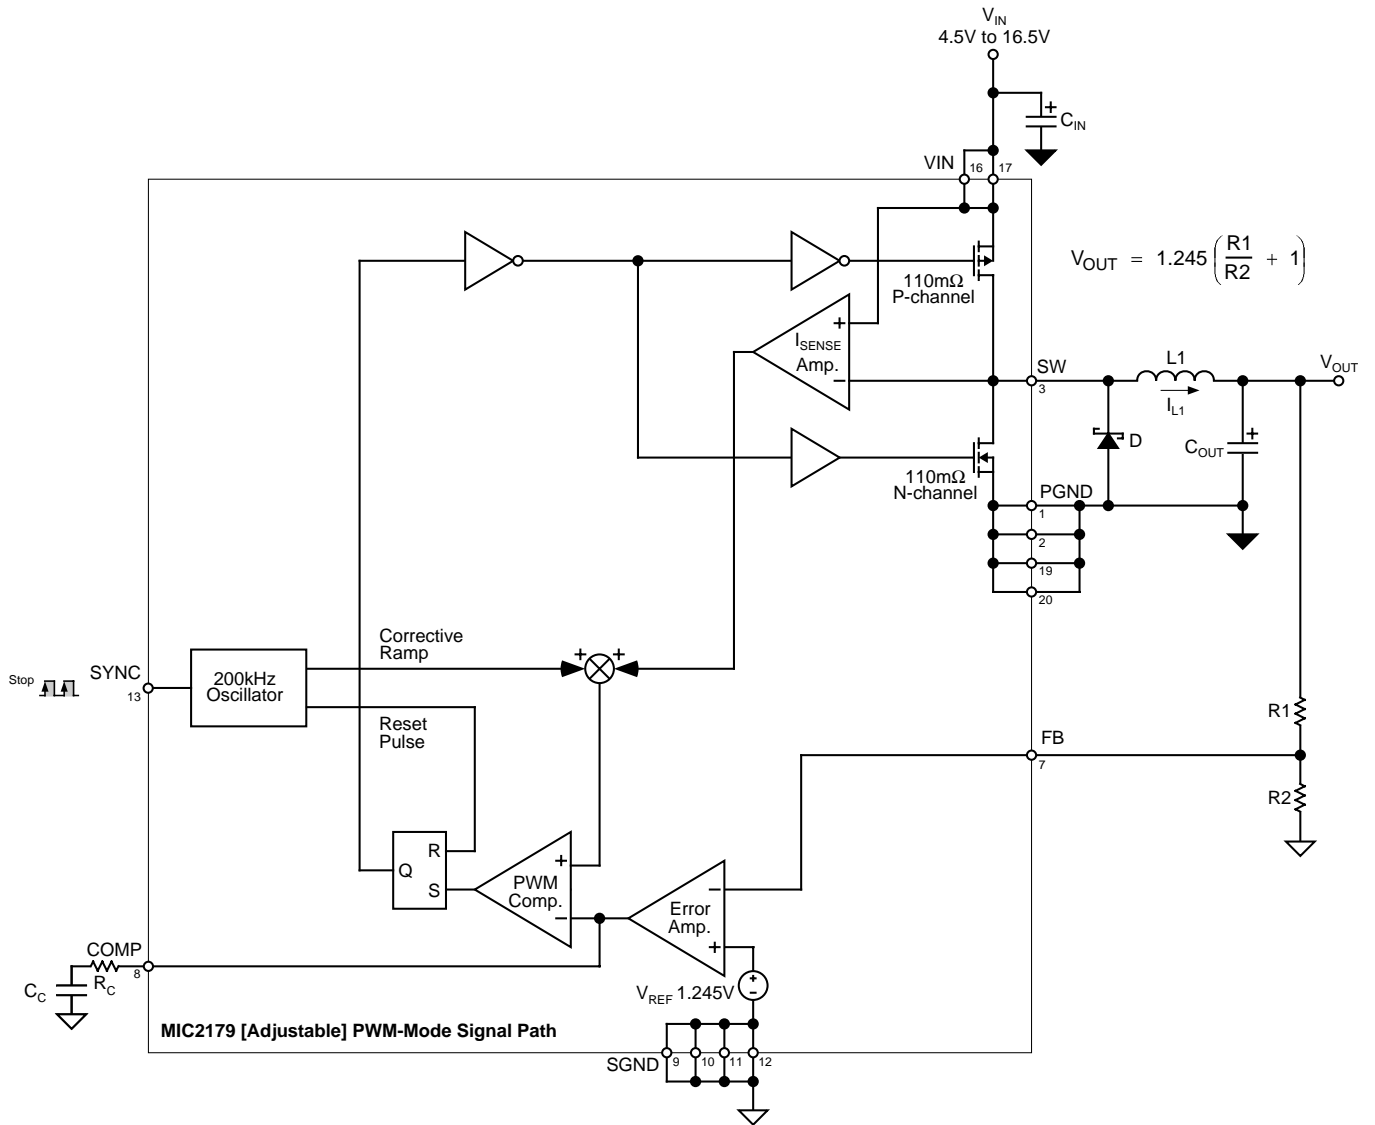 V_IN
4.5V to 16.5V
+
C_IN
VIN
16
17
110mΩ
P-channel
V_OUT = 1.245 (R1/R2 + 1)
+
I_SENSE
Amp.
−
SW
3
L1
I_L1
V_OUT
D
+
C_OUT
110mΩ
N-channel
PGND
1
2
19
20
Corrective
Ramp
+
+
SYNC
13
Stop
200kHz
Oscillator
Reset
Pulse
R1
FB
7
R2
R
Q
S
+
PWM
Comp.
−
−
Error
Amp.
+
COMP
8
R_C
C_C
+
−
V_REF 1.245V
MIC2179 [Adjustable] PWM-Mode Signal Path
SGND
9
10
11
12